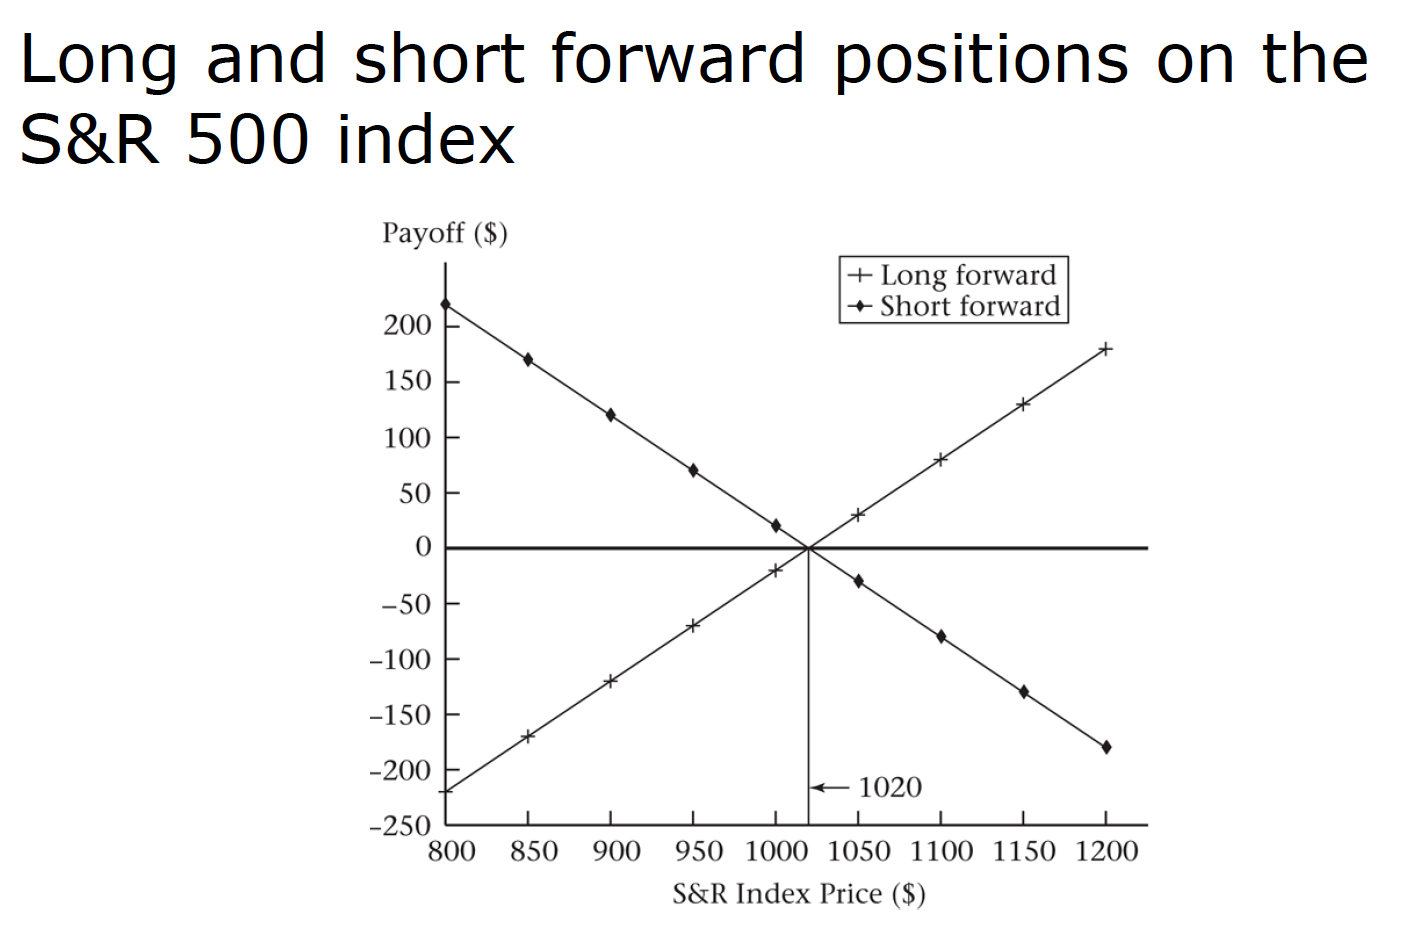 Long and short forward positions on the
S&R 500 index
Payoff ($)
Long forward
Short forward
200
150
100
50
0
–50
–100
–150
–200
–250
1020
800 850 900 950 1000 1050 1100 1150 1200
S&R Index Price ($)